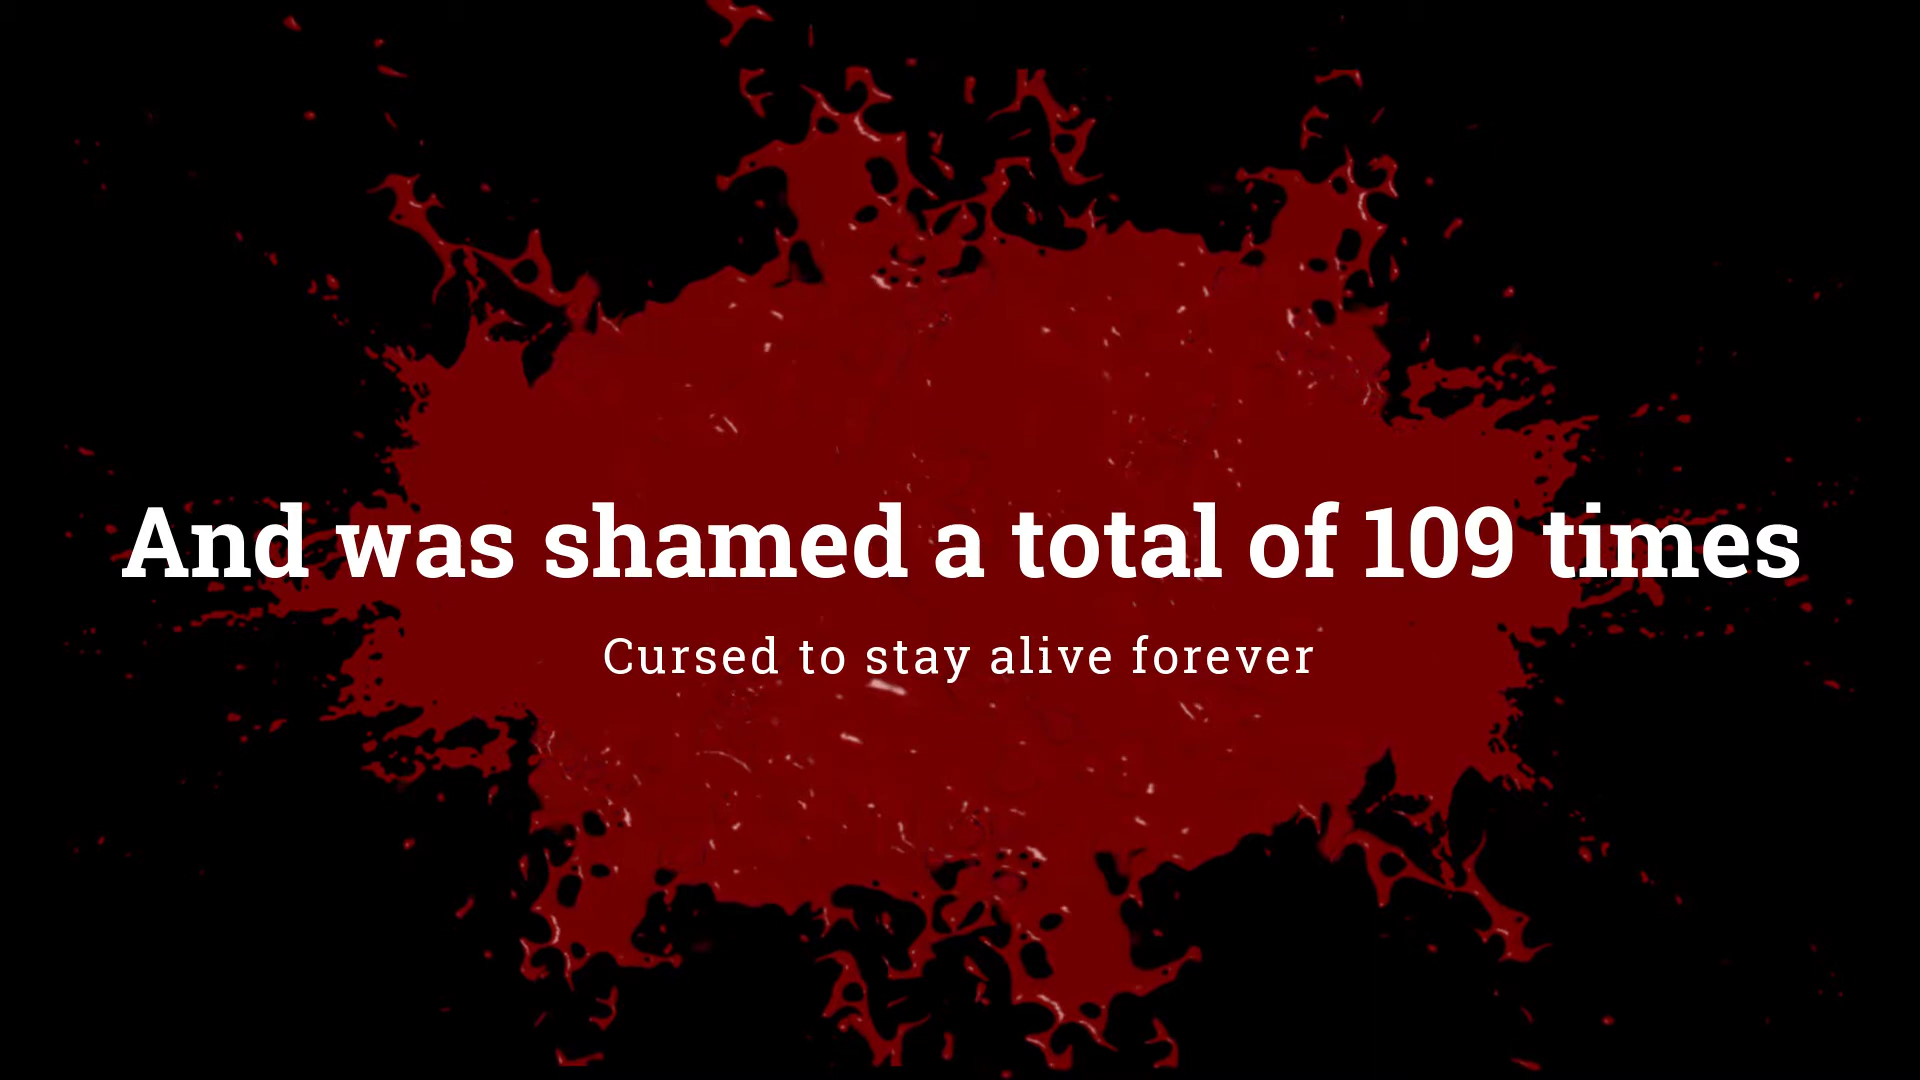 And was shamed a total of 109 times
Cursed to stay alive forever